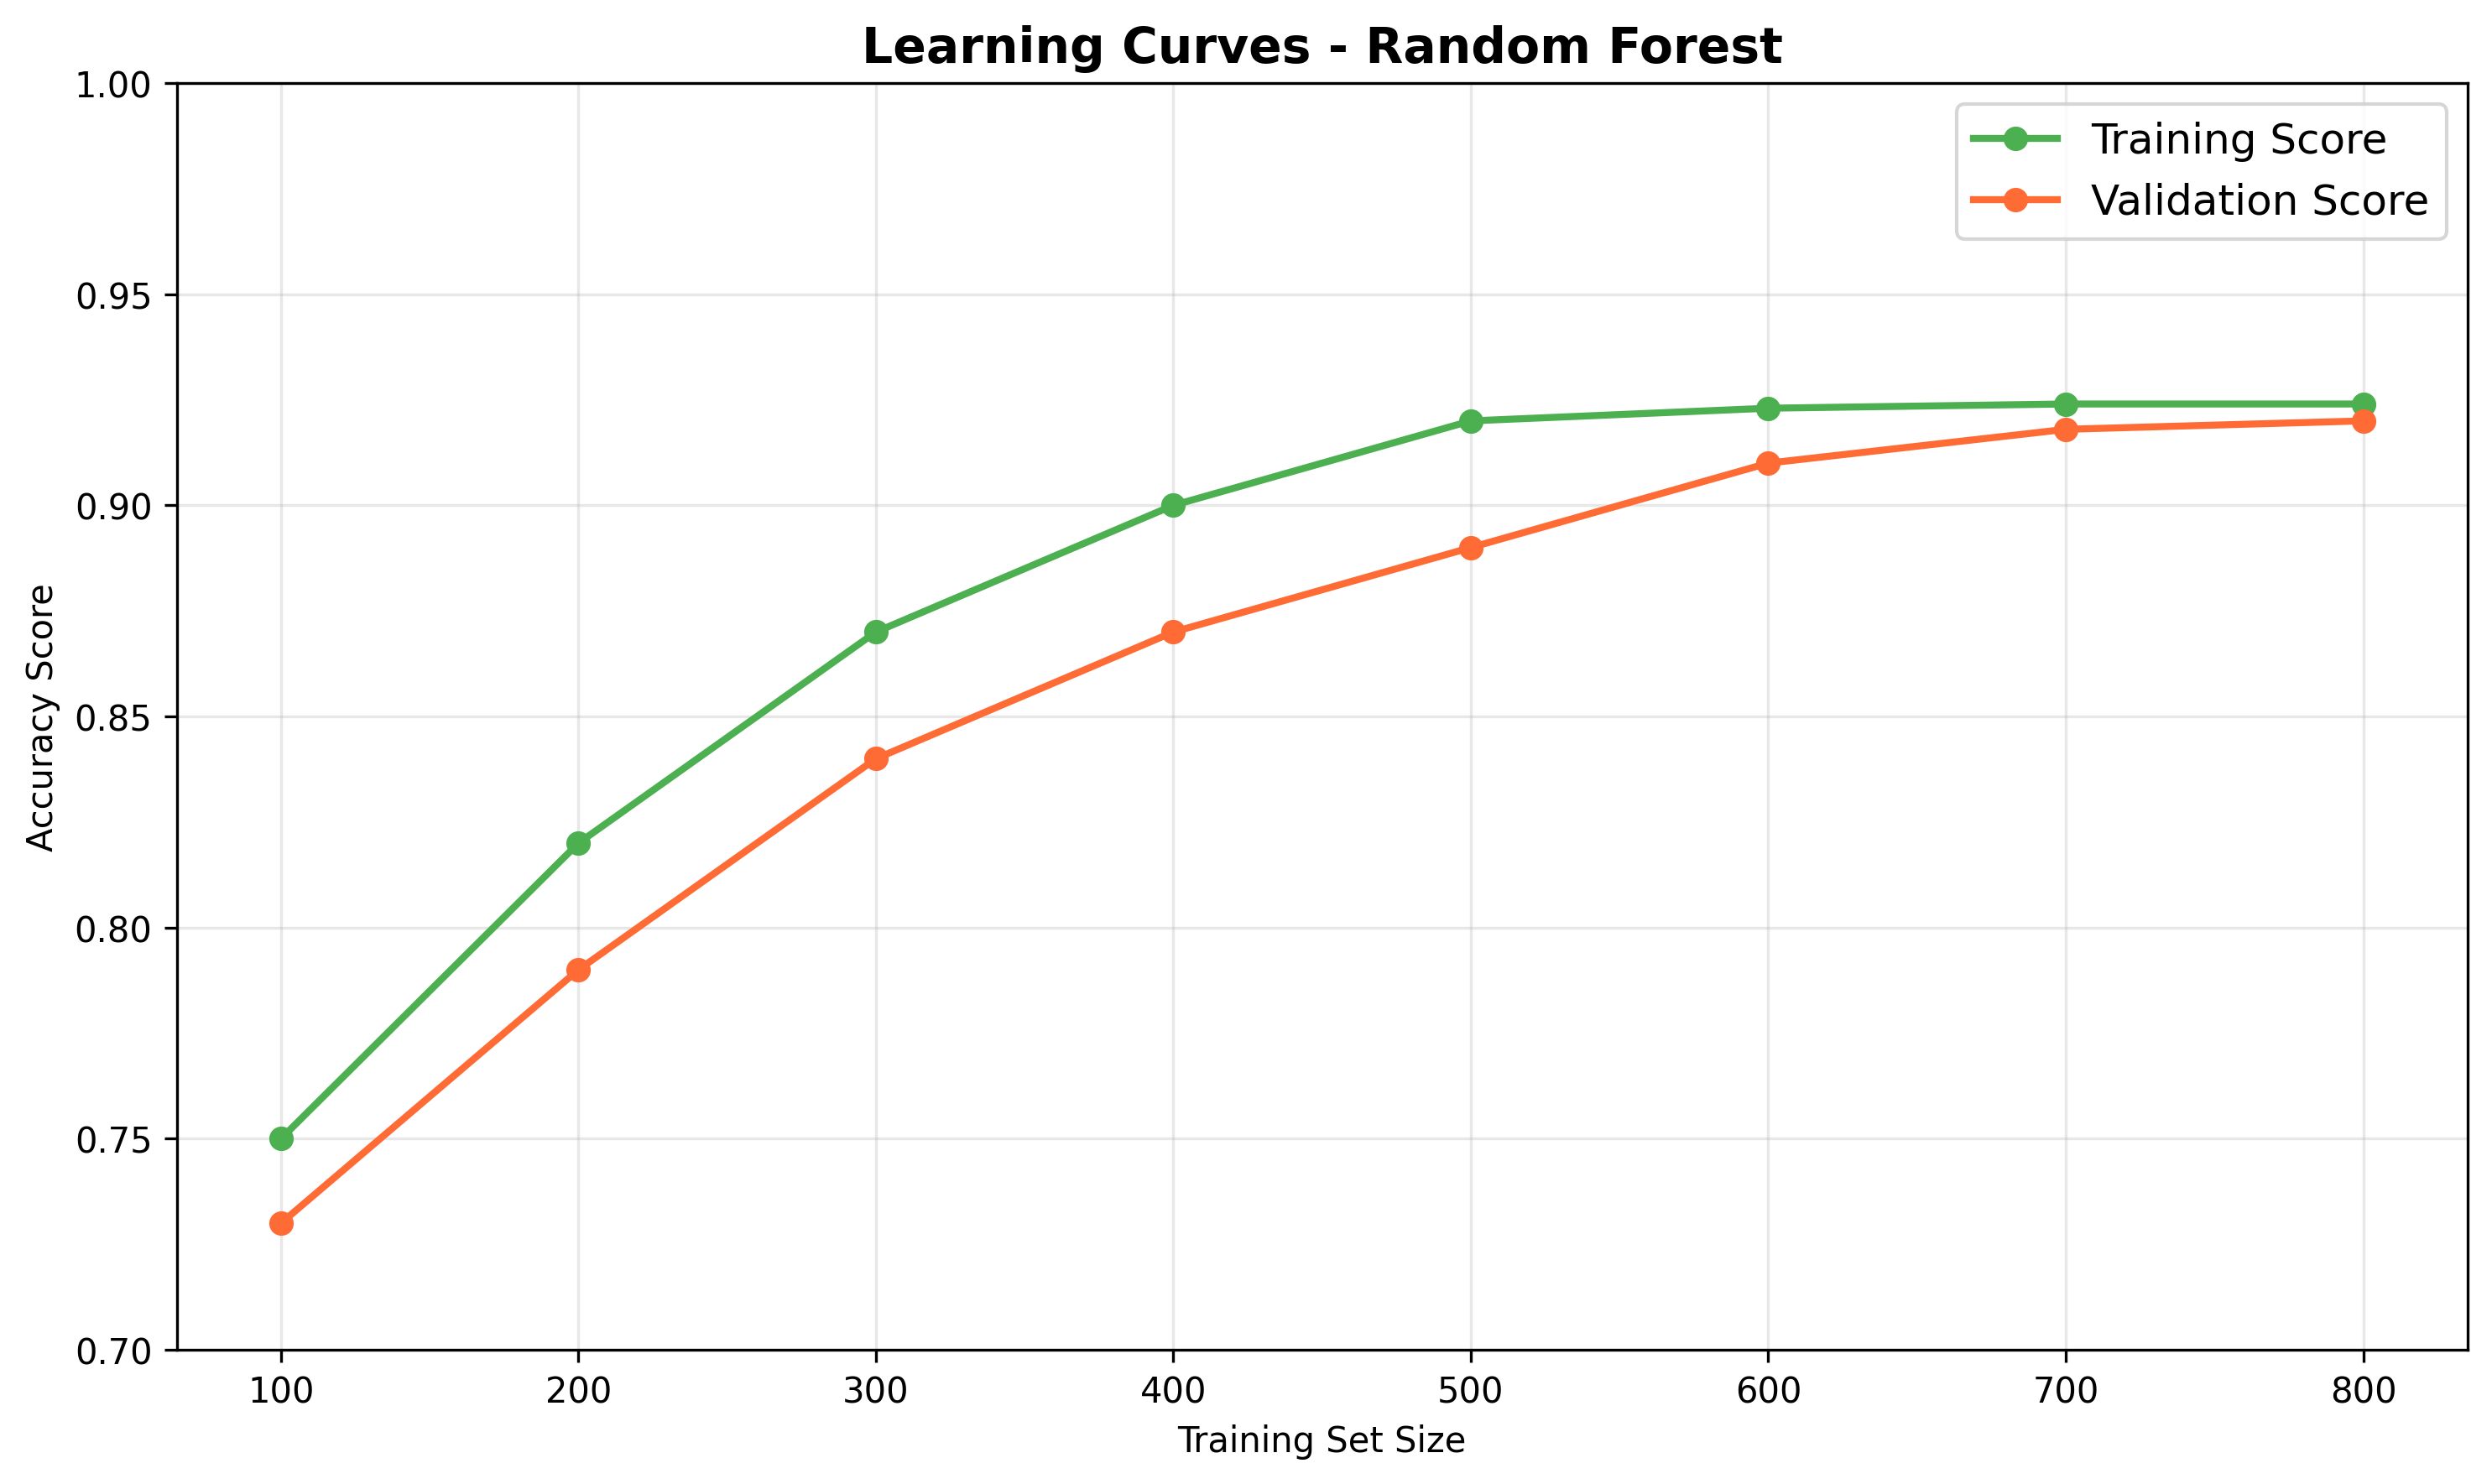 Learning Curves - Random Forest
Training Score
Validation Score
1.00
0.95
0.90
0.85
0.80
0.75
0.70
Accuracy Score
100 200 300 400 500 600 700 800
Training Set Size